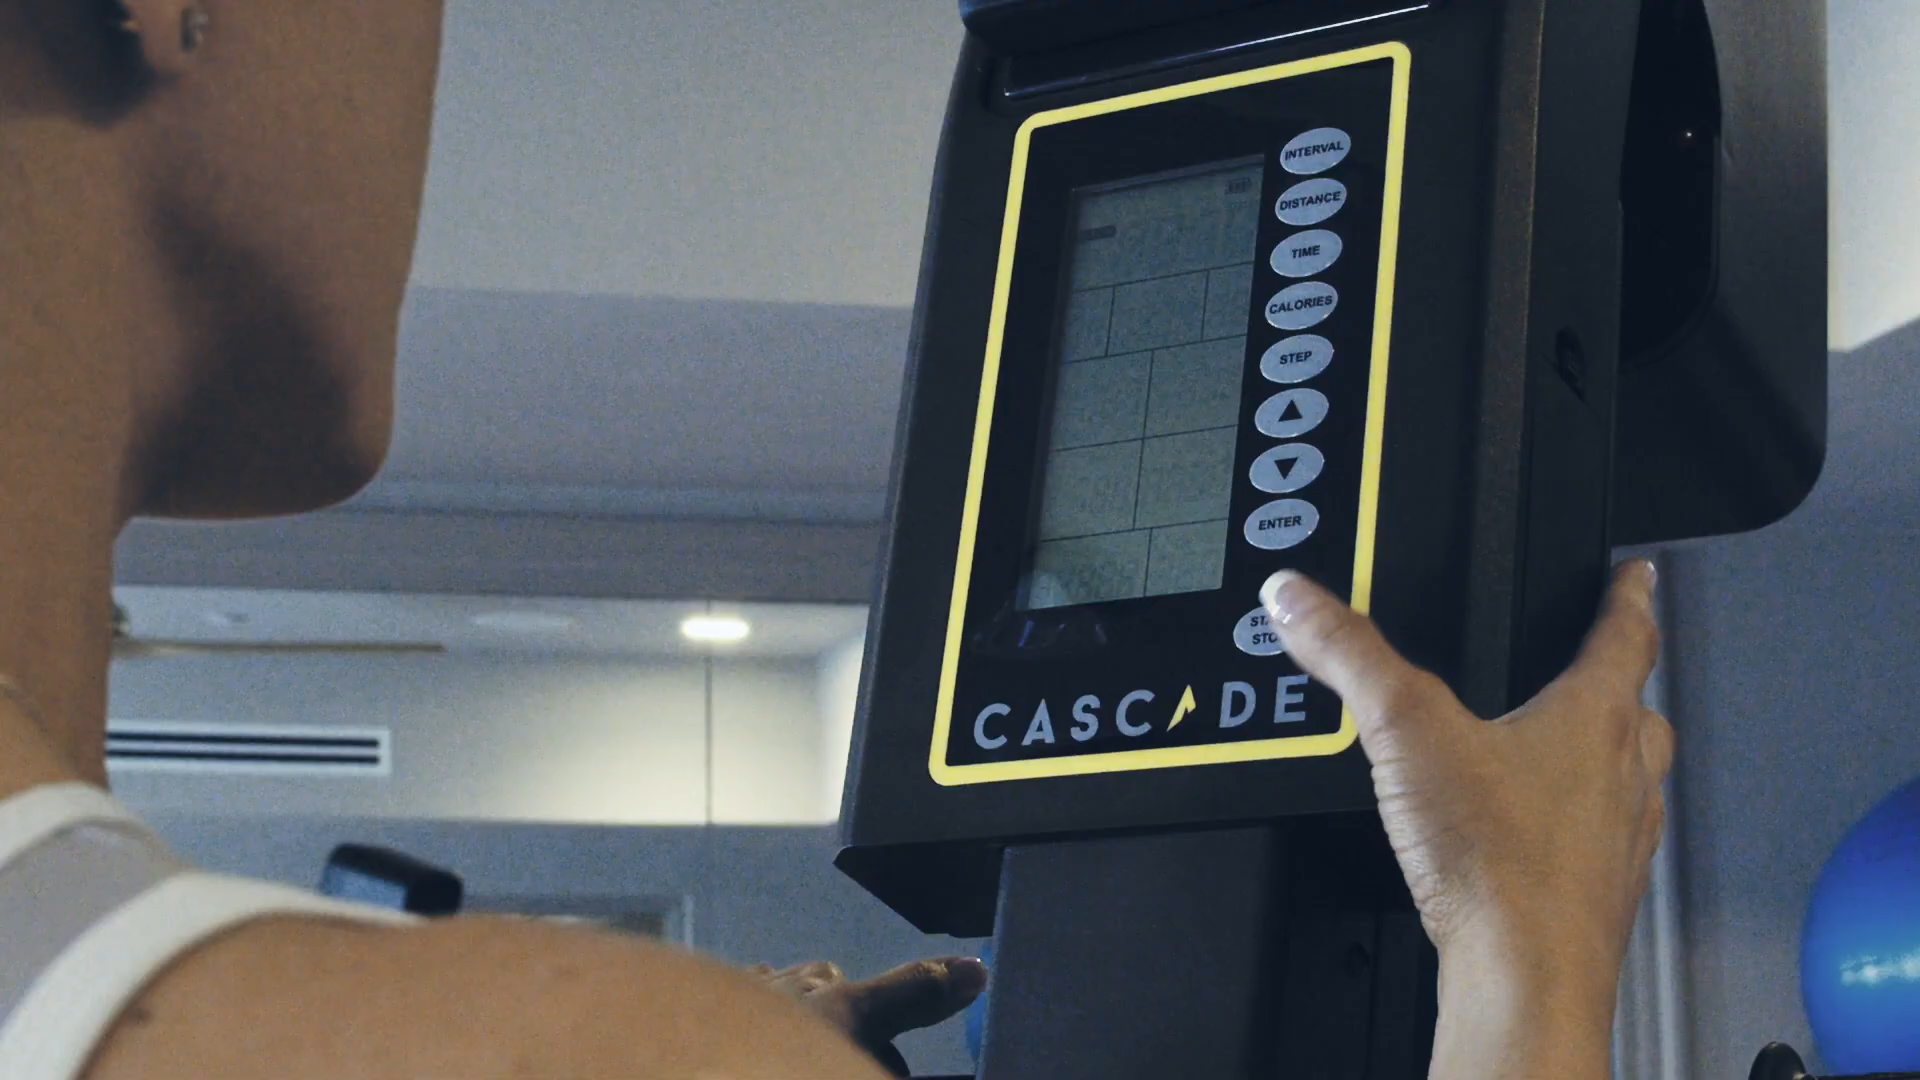 INTERVAL
DISTANCE
TIME
CALORIES
STEP
ENTER
CASCADE